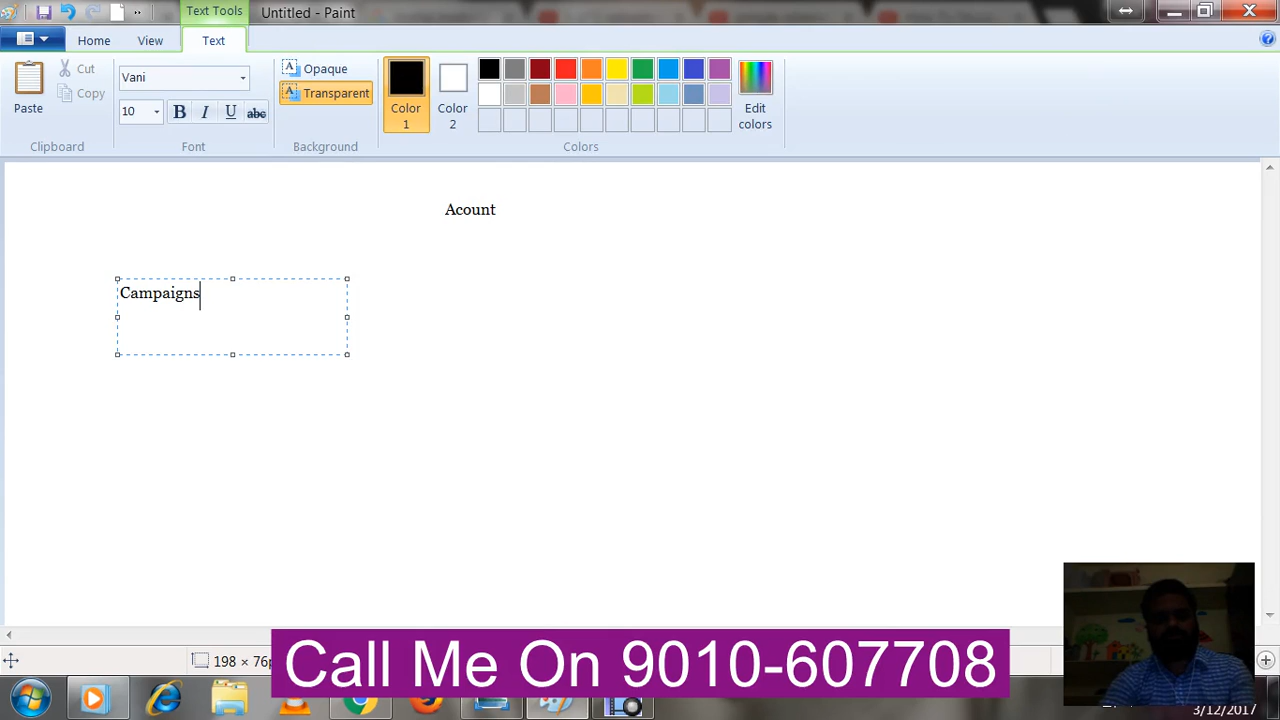 Text Tools
Untitled - Paint
Home
View
Text
Paste
Cut
Copy
Clipboard
Vani
10
B I U abc
Font
Opaque
Transparent
Background
Color 1
Color 2
Edit colors
Colors
Acount
Campaigns
198 × 76p
Call Me On 9010-607708
3/12/2017